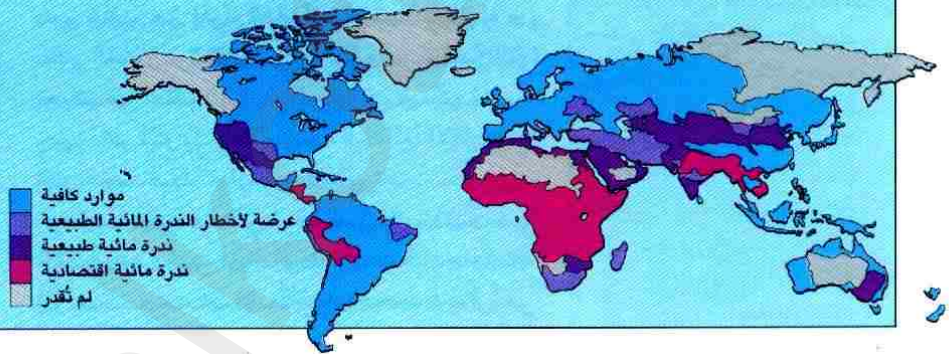 موارد كافية
عرضة لأخطار الندرة المائية الطبيعية
ندرة مائية طبيعية
ندرة مائية اقتصادية
لم تُقدر